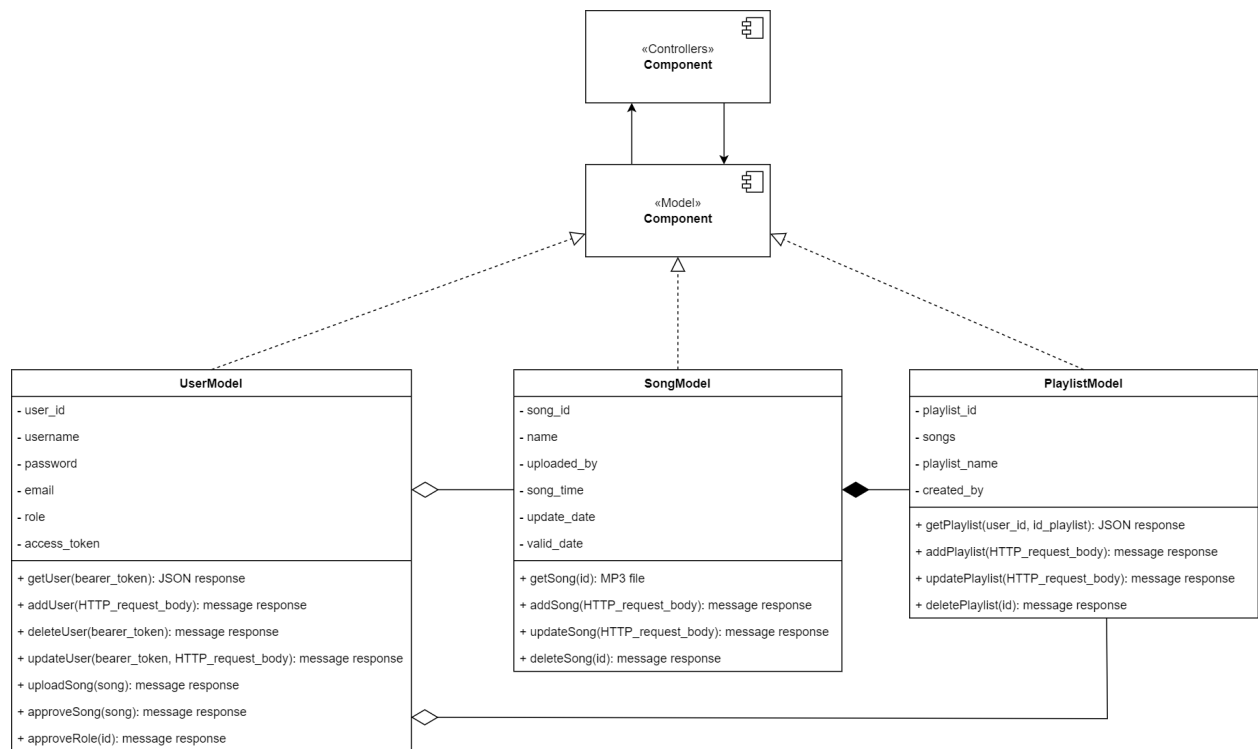 «Controllers»
Component
«Model»
Component
UserModel
- user_id
- username
- password
- email
- role
- access_token
+ getUser(bearer_token): JSON response
+ addUser(HTTP_request_body): message response
+ deleteUser(bearer_token): message response
+ updateUser(bearer_token, HTTP_request_body): message response
+ uploadSong(song): message response
+ approveSong(song): message response
+ approveRole(id): message response
SongModel
- song_id
- name
- uploaded_by
- song_time
- update_date
- valid_date
+ getSong(id): MP3 file
+ addSong(HTTP_request_body): message response
+ updateSong(HTTP_request_body): message response
+ deleteSong(id): message response
PlaylistModel
- playlist_id
- songs
- playlist_name
- created_by
+ getPlaylist(user_id, id_playlist): JSON response
+ addPlaylist(HTTP_request_body): message response
+ updatePlaylist(HTTP_request_body): message response
+ deletePlaylist(id): message response